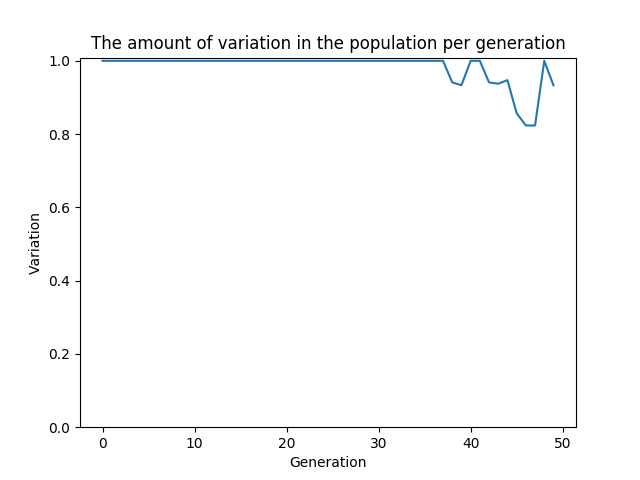 The amount of variation in the population per generation
1.0
0.8
0.6
0.4
0.2
0.0
Variation
0 10 20 30 40 50
Generation